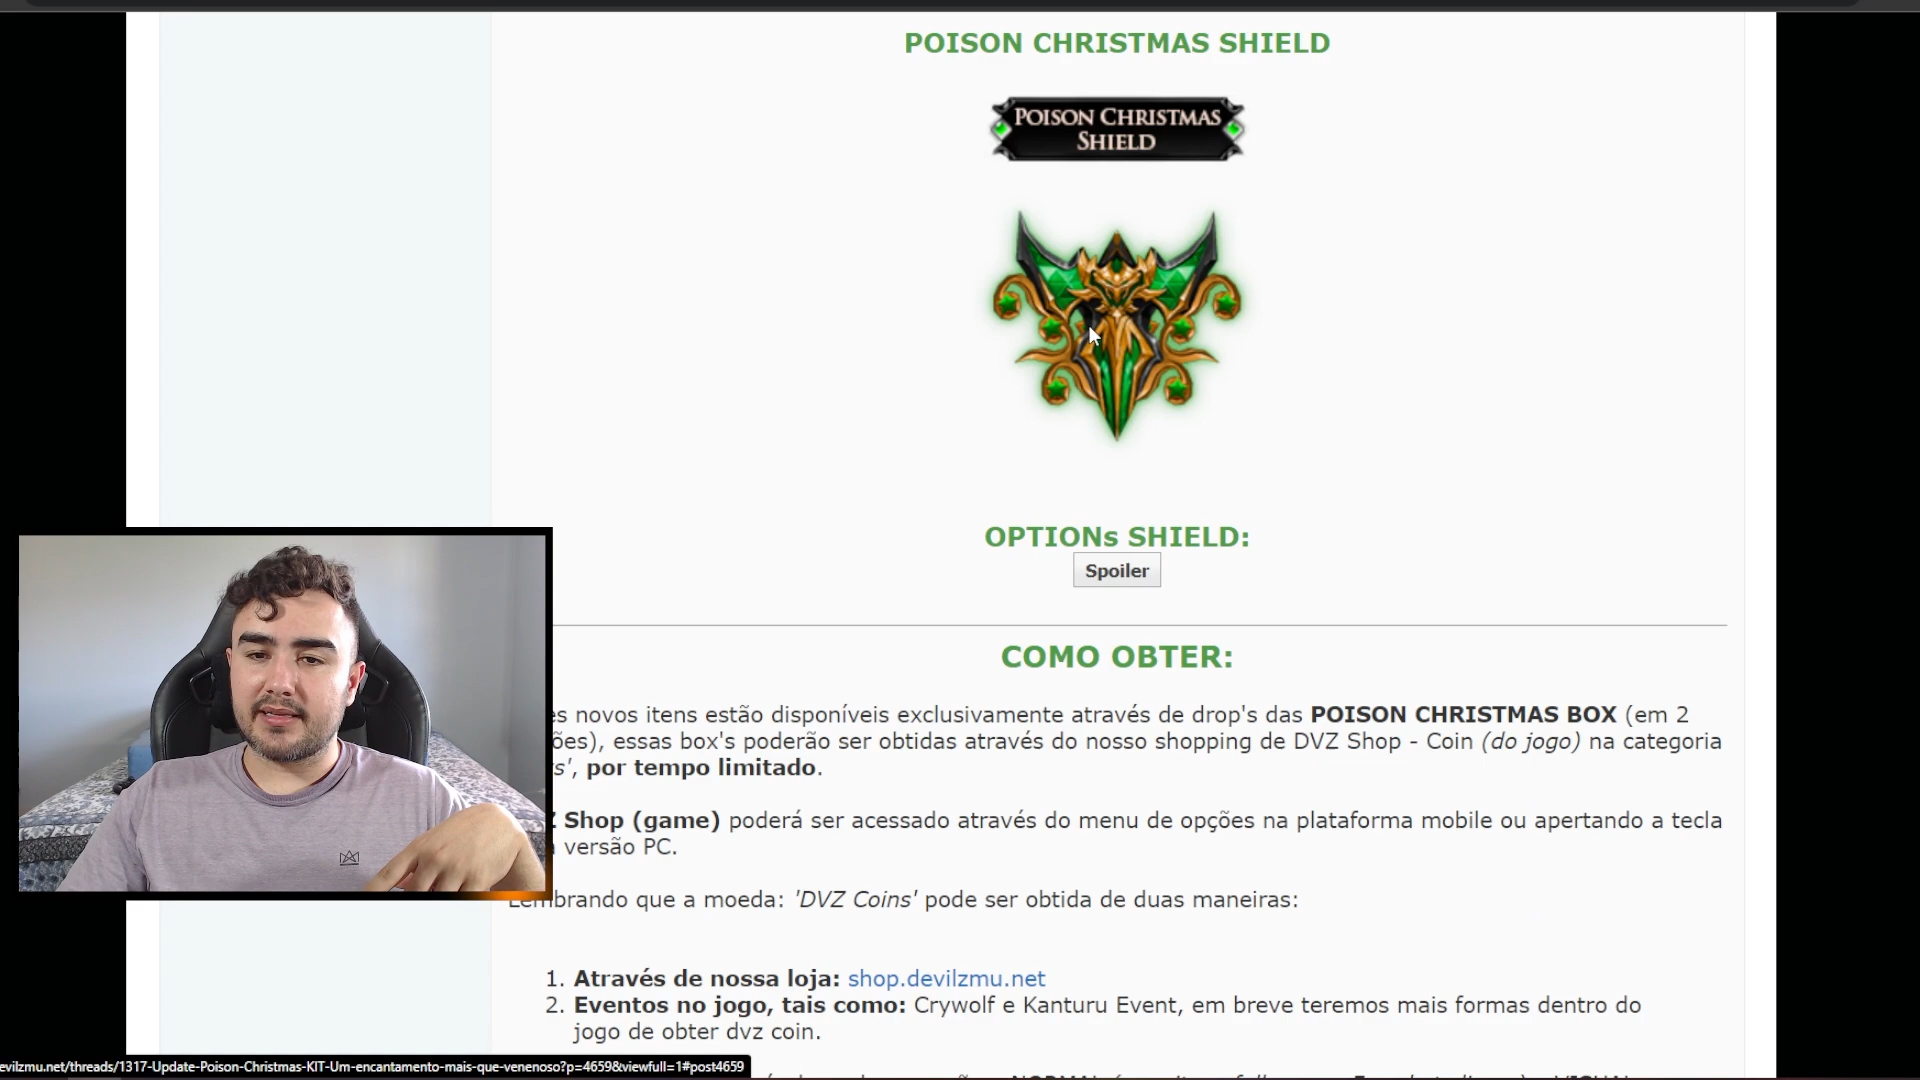 POISON CHRISTMAS SHIELD
POISON CHRISTMAS
SHIELD
OPTIONs SHIELD:
Spoiler
COMO OBTER:
novos itens estão disponíveis exclusivamente através de drop's das POISON CHRISTMAS BOX (em 2
essas box's poderão ser obtidas através do nosso shopping de DVZ Shop - Coin (do jogo) na categoria
por tempo limitado.
Shop (game) poderá ser acessado através do menu de opções na plataforma mobile ou apertando a tecla
versão PC.
Lembrando que a moeda: 'DVZ Coins' pode ser obtida de duas maneiras:
1. Através de nossa loja: shop.devilzmu.net
2. Eventos no jogo, tais como: Crywolf e Kanturu Event, em breve teremos mais formas dentro do
jogo de obter dvz coin.
evilzmu.net/threads/1317-Update-Poison-Christmas-KIT-Um-encantamento-mais-que-venenoso?p=4659&viewfull=1#post4659